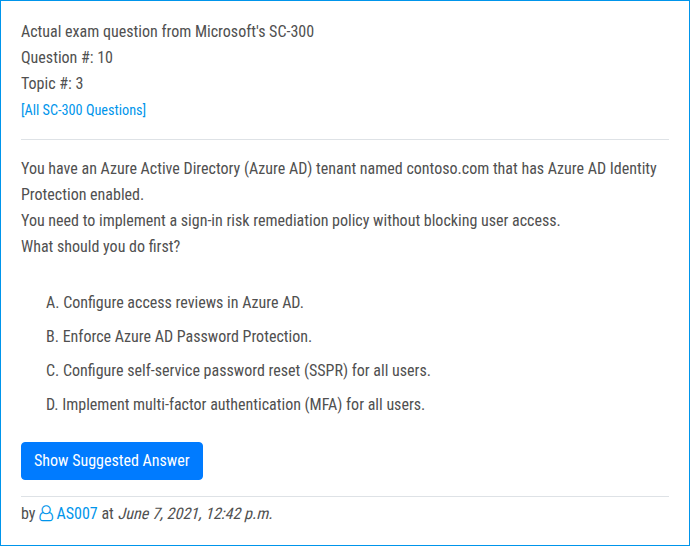 Actual exam question from Microsoft's SC-300
Question #: 10
Topic #: 3
[All SC-300 Questions]
You have an Azure Active Directory (Azure AD) tenant named contoso.com that has Azure AD Identity
Protection enabled.
You need to implement a sign-in risk remediation policy without blocking user access.
What should you do first?
A. Configure access reviews in Azure AD.
B. Enforce Azure AD Password Protection.
C. Configure self-service password reset (SSPR) for all users.
D. Implement multi-factor authentication (MFA) for all users.
Show Suggested Answer
by AS007 at June 7, 2021, 12:42 p.m.